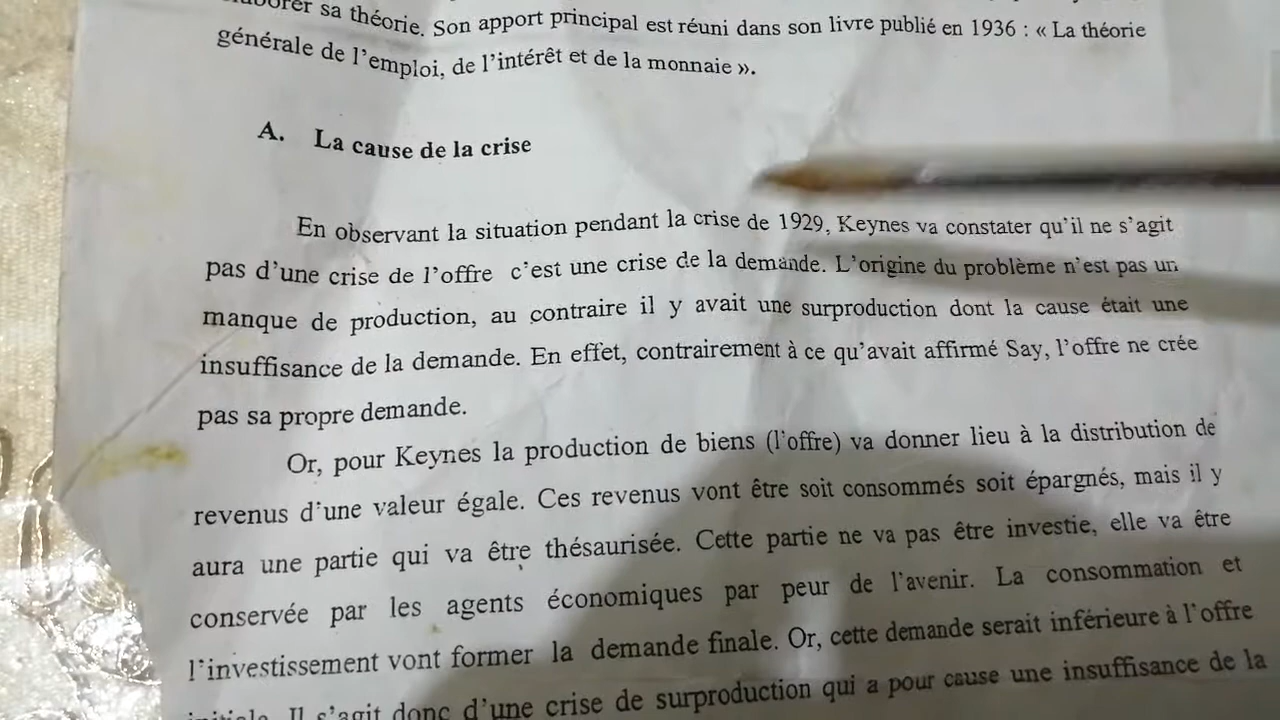 sa théorie. Son apport principal est réuni dans son livre publié en 1936 : « La théorie
générale de l'emploi, de l'intérêt et de la monnaie ».
A. La cause de la crise
En observant la situation pendant la crise de 1929, Keynes va constater qu'il ne s'agit
pas d'une crise de l'offre c'est une crise de la demande. L'origine du problème n'est pas un
manque de production, au contraire il y avait une surproduction dont la cause était une
insuffisance de la demande. En effet, contrairement à ce qu'avait affirmé Say, l'offre ne crée
pas sa propre demande.
Or, pour Keynes la production de biens (l'offre) va donner lieu à la distribution de
revenus d'une valeur égale. Ces revenus vont être soit consommés soit épargnés, mais il y
aura une partie qui va être thésaurisée. Cette partie ne va pas être investie, elle va être
conservée par les agents économiques par peur de l'avenir. La consommation et
l'investissement vont former la demande finale. Or, cette demande serait inférieure à l'offre
Il s'agit donc d'une crise de surproduction qui a pour cause une insuffisance de la